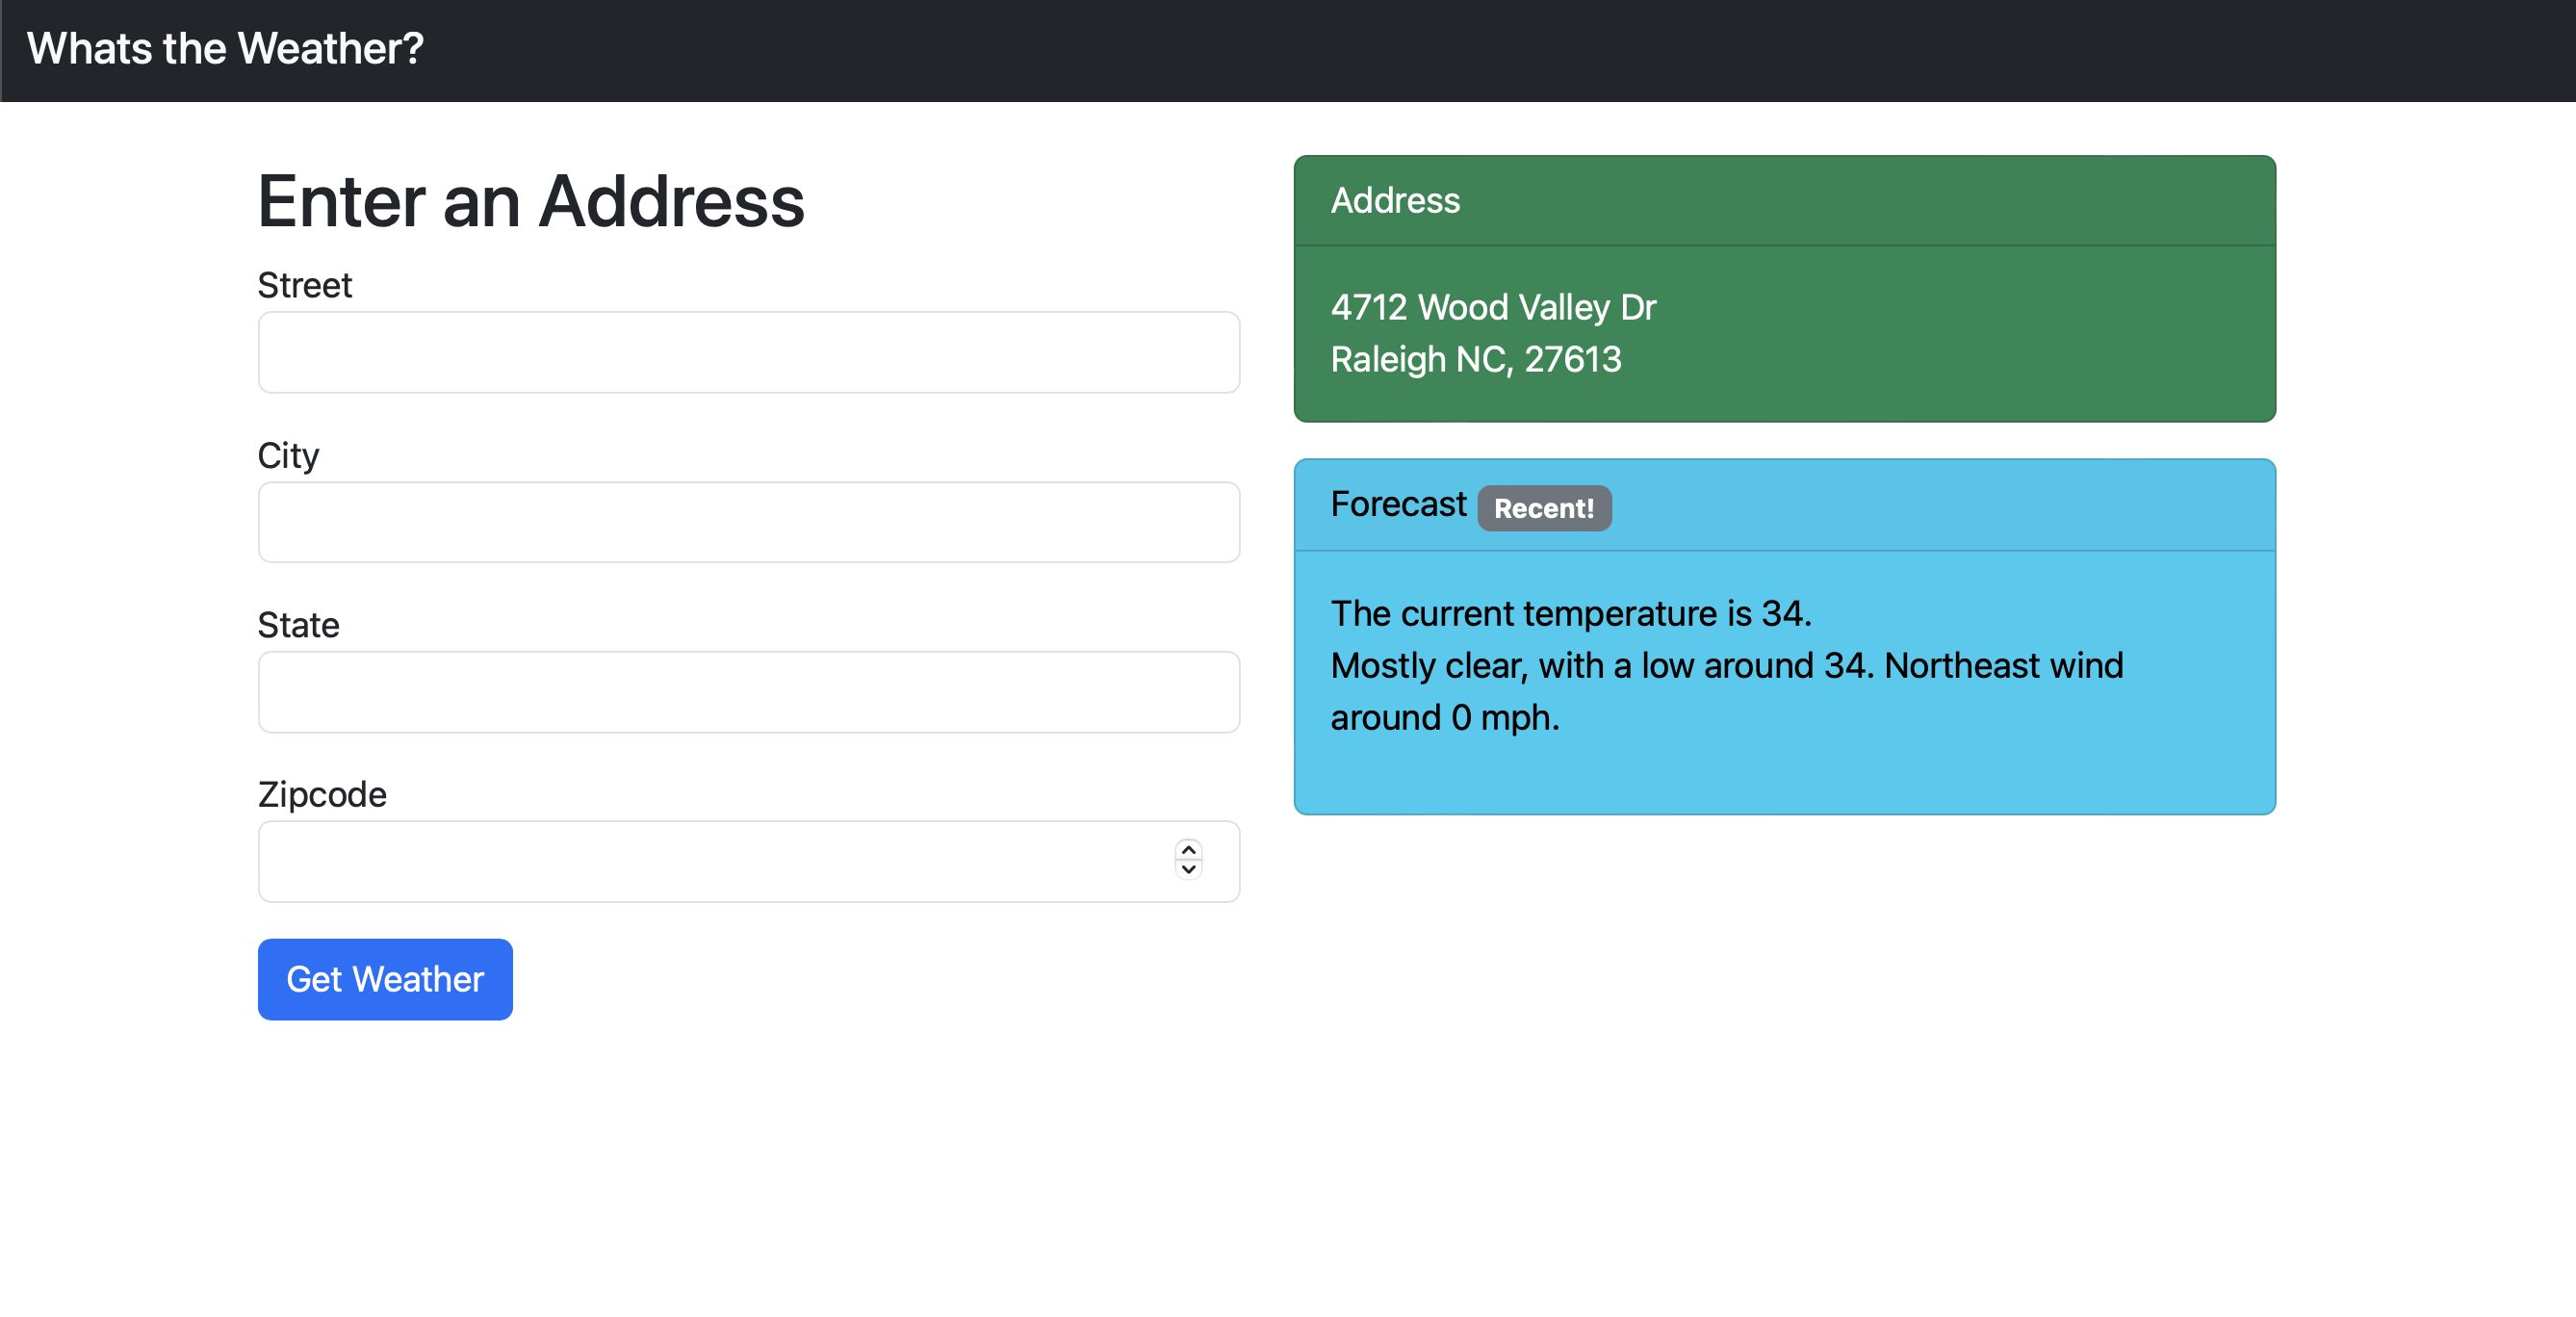 Whats the Weather?
Enter an Address
Street
City
State
Zipcode
Get Weather
Address
4712 Wood Valley Dr
Raleigh NC, 27613
Forecast Recent!
The current temperature is 34.
Mostly clear, with a low around 34. Northeast wind
around 0 mph.